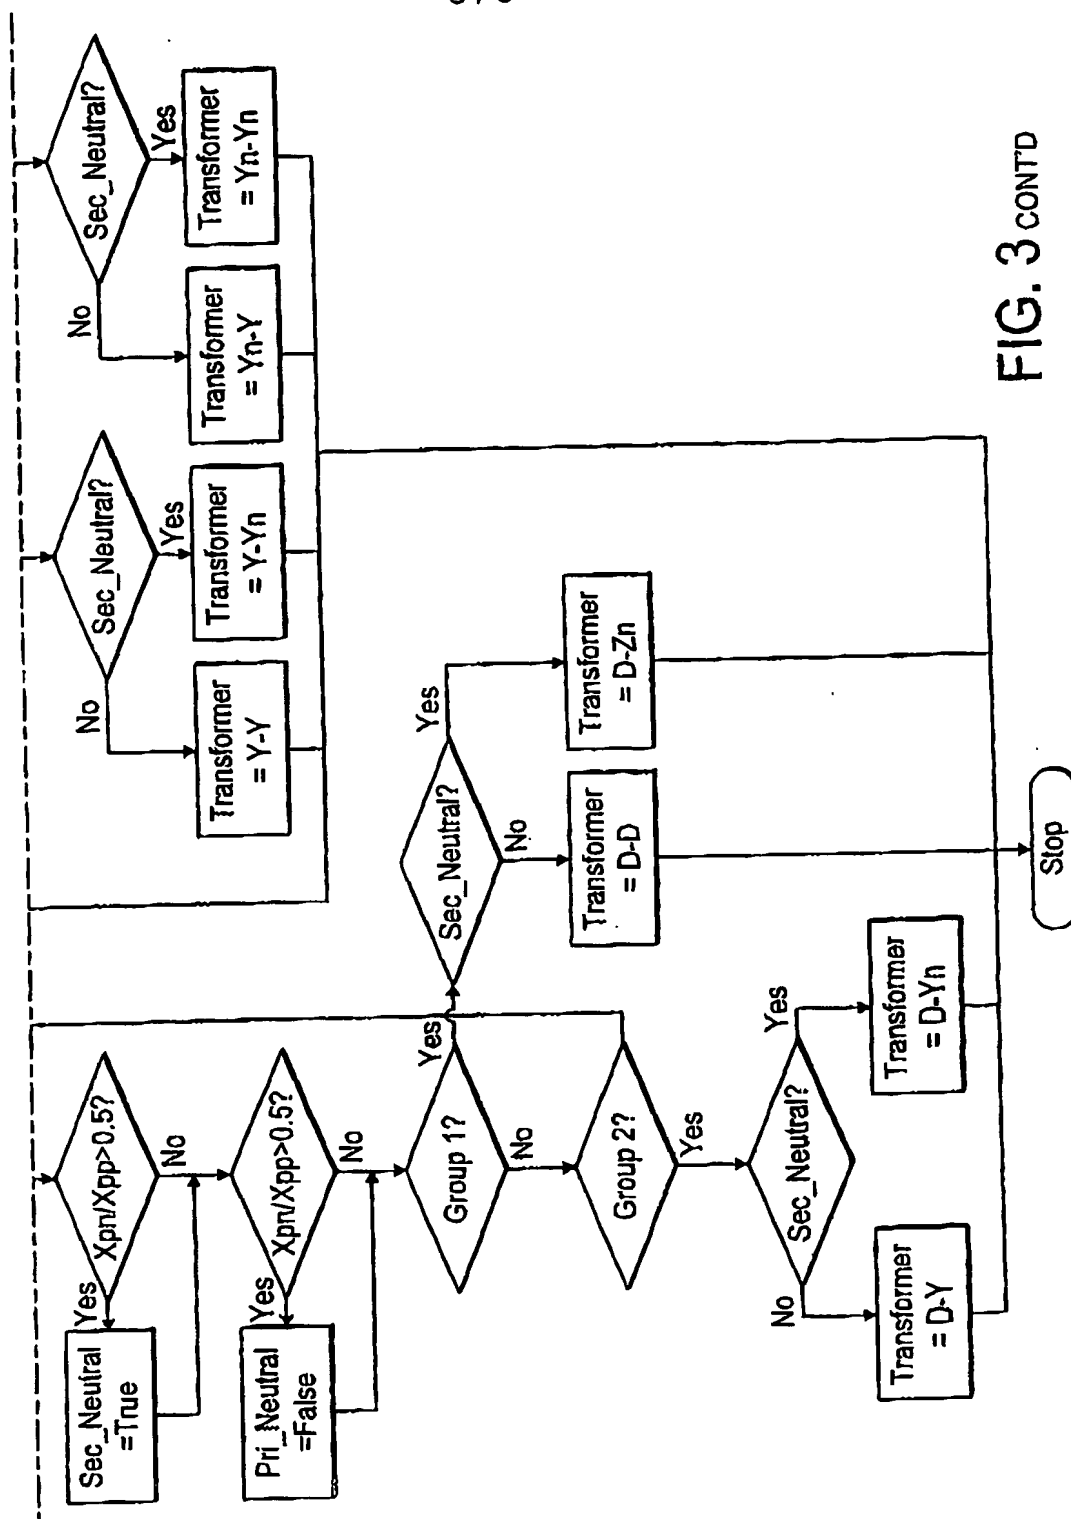 Xpn/Xpp>0.5?
Yes
No
Sec_Neutral
=True
Xpn/Xpp>0.5?
Yes
No
Pri_Neutral
=False
Group 1?
Yes
No
Group 2?
Yes
Sec_Neutral?
No
Yes
Transformer
= D-Y
Transformer
= D-Yn
Sec_Neutral?
Yes
No
Transformer
= D-D
Transformer
= D-Zn
Stop
Sec_Neutral?
No
Yes
Transformer
= Y-Y
Transformer
= Y-Yn
Sec_Neutral?
No
Yes
Transformer
= Yn-Y
Transformer
= Yn-Yn
FIG. 3 CONT'D